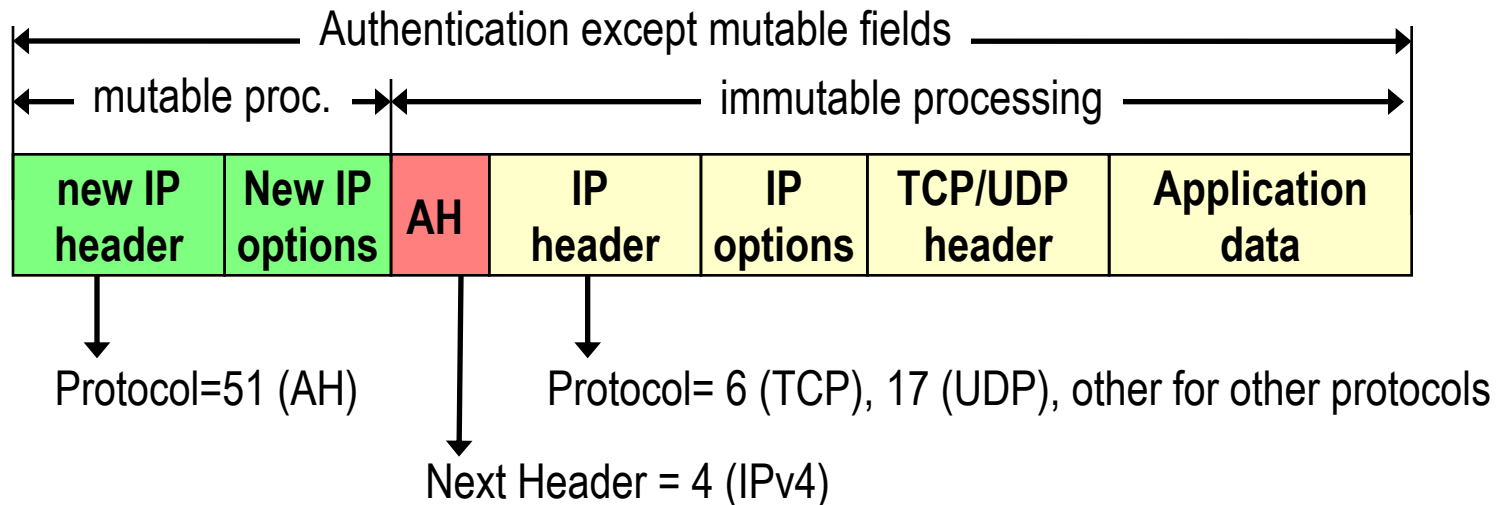 Authentication except mutable fields
mutable proc.
immutable processing
new IP
header
New IP
options
AH
IP
header
IP
options
TCP/UDP
header
Application
data
Protocol=51 (AH)
Protocol= 6 (TCP), 17 (UDP), other for other protocols
Next Header = 4 (IPv4)